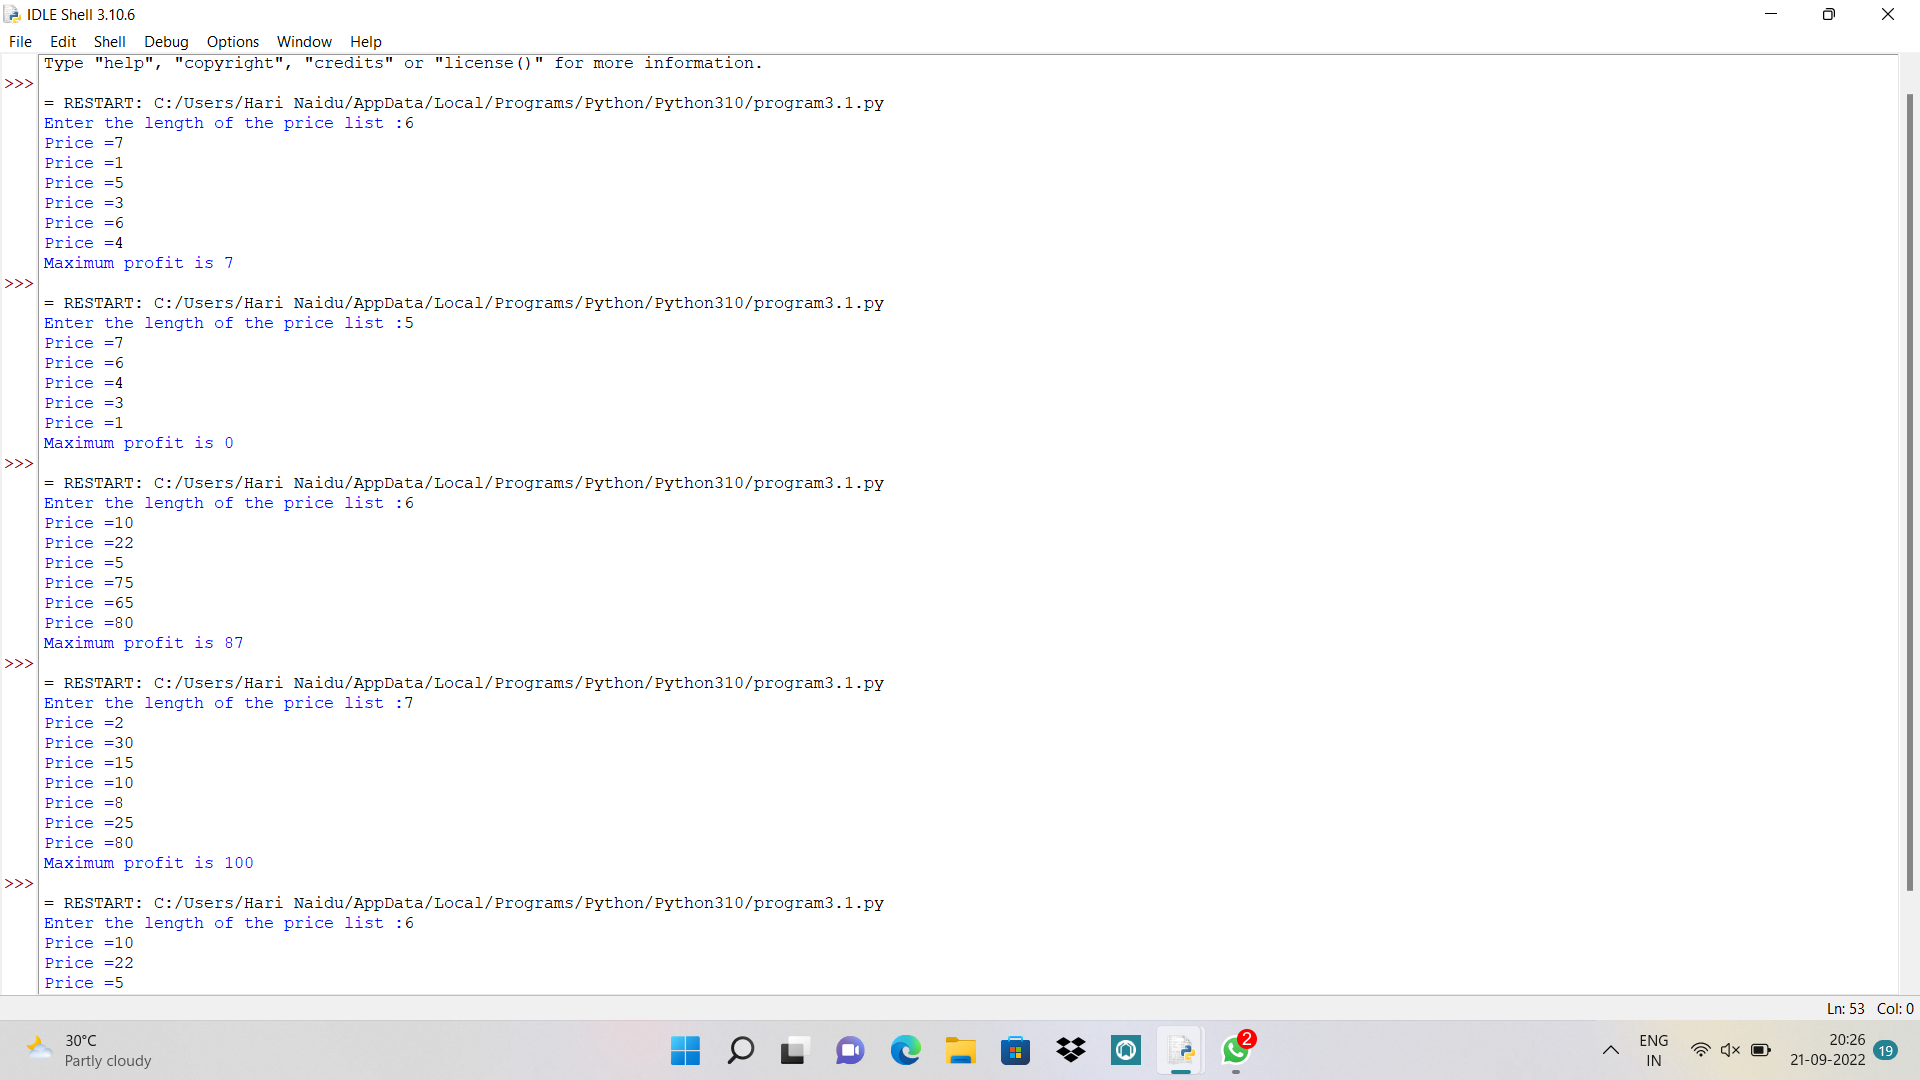 IDLE Shell 3.10.6
File Edit Shell Debug Options Window Help
Type "help", "copyright", "credits" or "license()" for more information.
>>>
= RESTART: C:/Users/Hari Naidu/AppData/Local/Programs/Python/Python310/program3.1.py
Enter the length of the price list :6
Price =7
Price =1
Price =5
Price =3
Price =6
Price =4
Maximum profit is 7
>>>
= RESTART: C:/Users/Hari Naidu/AppData/Local/Programs/Python/Python310/program3.1.py
Enter the length of the price list :5
Price =7
Price =6
Price =4
Price =3
Price =1
Maximum profit is 0
>>>
= RESTART: C:/Users/Hari Naidu/AppData/Local/Programs/Python/Python310/program3.1.py
Enter the length of the price list :6
Price =10
Price =22
Price =5
Price =75
Price =65
Price =80
Maximum profit is 87
>>>
= RESTART: C:/Users/Hari Naidu/AppData/Local/Programs/Python/Python310/program3.1.py
Enter the length of the price list :7
Price =2
Price =30
Price =15
Price =10
Price =8
Price =25
Price =80
Maximum profit is 100
>>>
= RESTART: C:/Users/Hari Naidu/AppData/Local/Programs/Python/Python310/program3.1.py
Enter the length of the price list :6
Price =10
Price =22
Price =5
Ln: 53 Col: 0
30°C
Partly cloudy
2
ENG
IN
20:26
21-09-2022
19